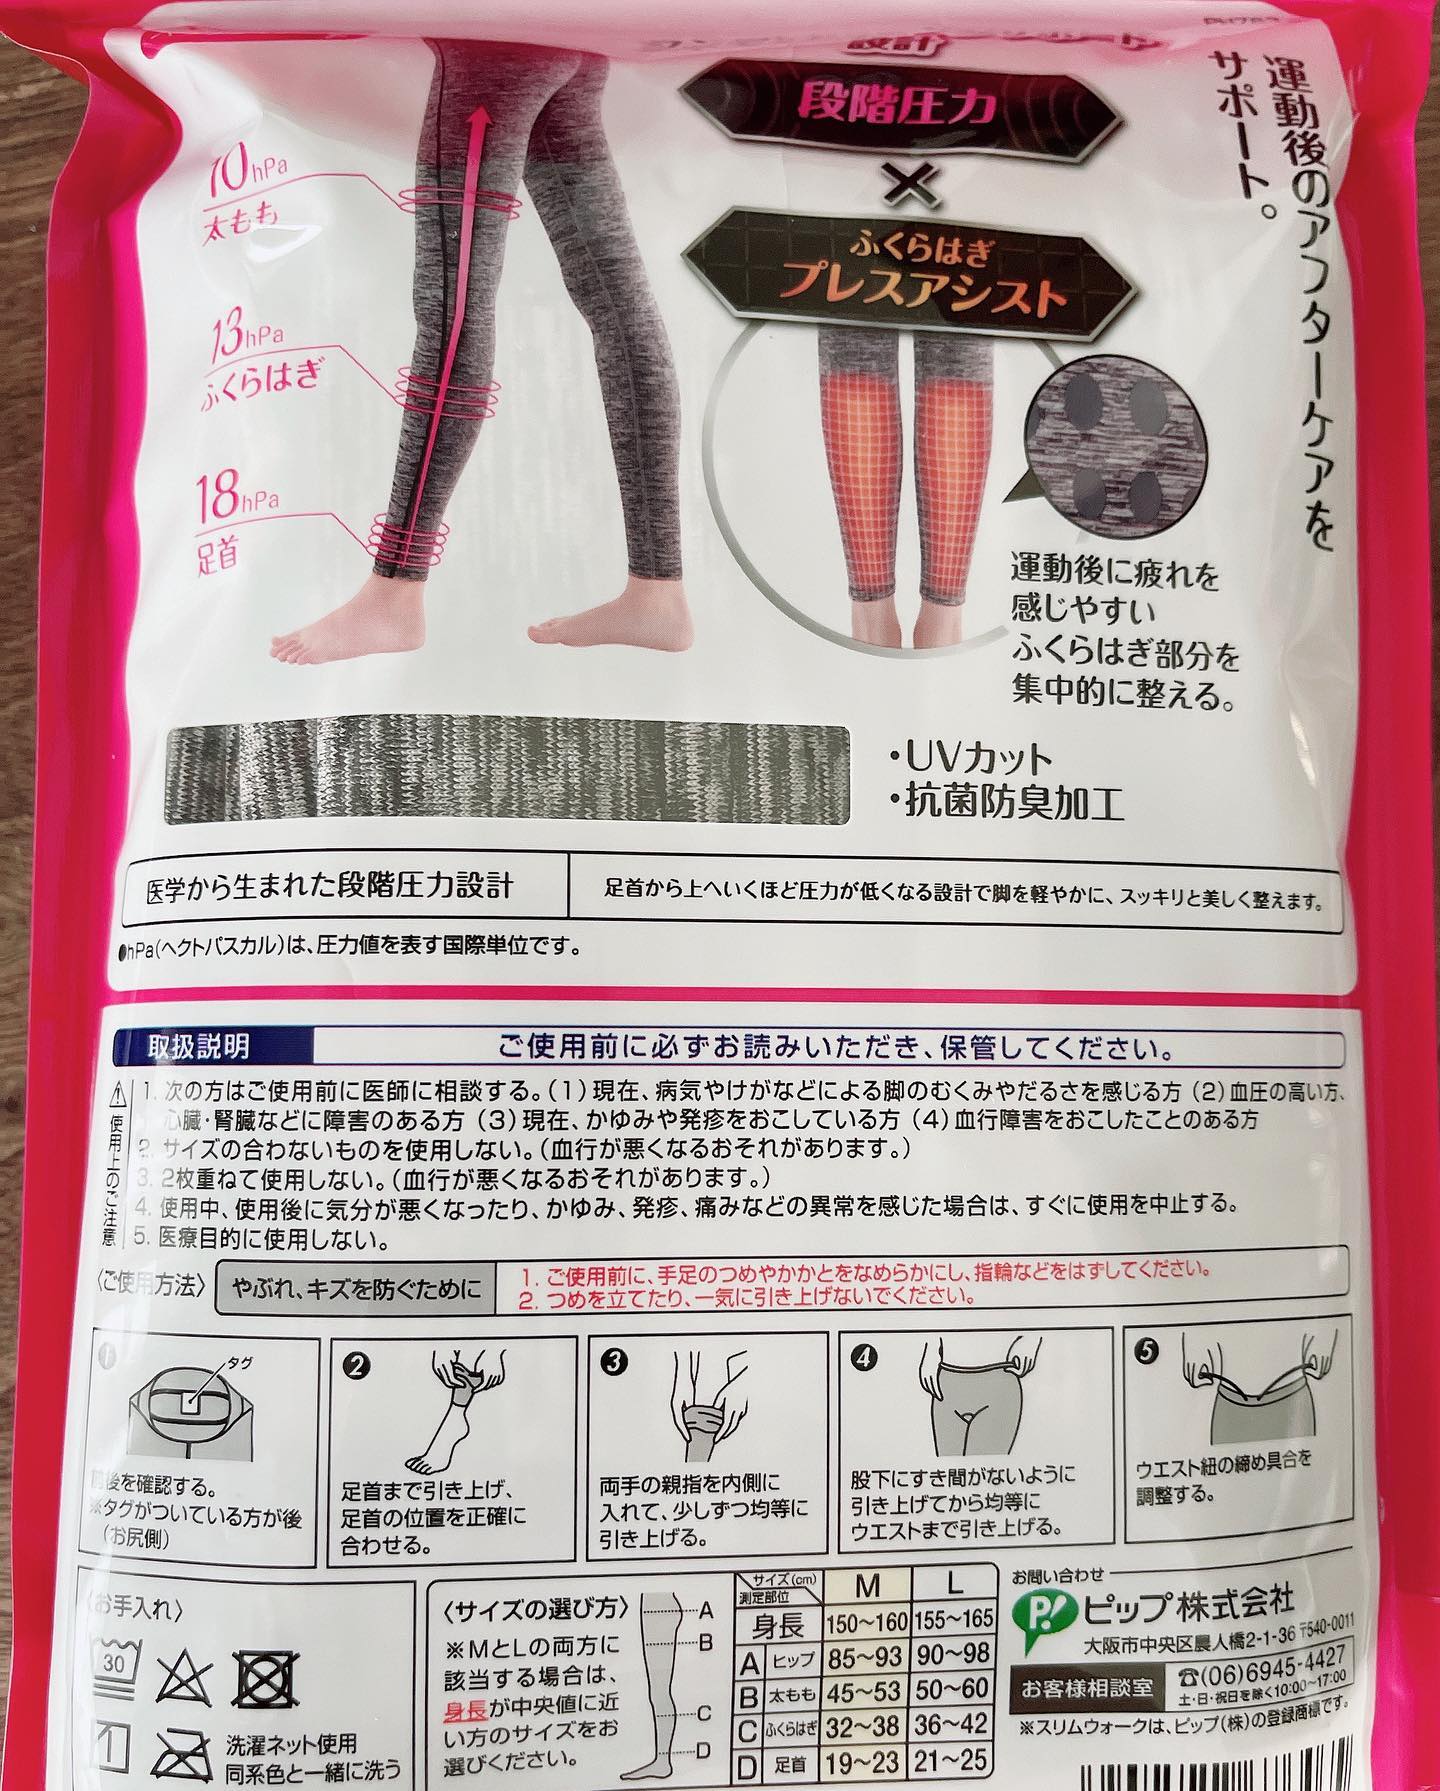 設計
運動後のアフターケアを
サポート。
段階圧力
×
ふくらはぎ
プレスアシスト
10hPa
太もも
13hPa
ふくらはぎ
18hPa
足首
運動後に疲れを
感じやすい
ふくらはぎ部分を
集中的に整える。
・UVカット
・抗菌防臭加工
医学から生まれた段階圧力設計
足首から上へいくほど圧力が低くなる設計で脚を軽やかに、スッキリと美しく整えます。
●hPa(ヘクトパスカル)は、圧力値を表す国際単位です。
取扱説明
ご使用前に必ずお読みいただき、保管してください。
使用上のご注意
1. 次の方はご使用前に医師に相談する。(1)現在、病気やけがなどによる脚のむくみやだるさを感じる方 (2)血圧の高い方、
心臓・腎臓などに障害のある方 (3)現在、かゆみや発疹をおこしている方 (4)血行障害をおこしたことのある方
2. サイズの合わないものを使用しない。(血行が悪くなるおそれがあります。)
3. 2枚重ねて使用しない。(血行が悪くなるおそれがあります。)
4. 使用中、使用後に気分が悪くなったり、かゆみ、発疹、痛みなどの異常を感じた場合は、すぐに使用を中止する。
5. 医療目的に使用しない。
〈ご使用方法〉
やぶれ、キズを防ぐために
1. ご使用前に、手足のつめやかかとをなめらかにし、指輪などをはずしてください。
2. つめを立てたり、一気に引き上げないでください。
1
タグ
前後を確認する。
※タグがついている方が後
(お尻側)
2
足首まで引き上げ、
足首の位置を正確に
合わせる。
3
両手の親指を内側に
入れて、少しずつ均等に
引き上げる。
4
股下にすき間がないように
引き上げてから均等に
ウエストまで引き上げる。
5
ウエスト紐の締め具合を
調整する。
〈お手入れ〉
30
洗濯ネット使用
同系色と一緒に洗う
〈サイズの選び方〉
※MとLの両方に
該当する場合は、
身長が中央値に近
い方のサイズをお
選びください。
A
B
C
D
サイズ(cm)
測定部位
M L
身長 150〜160 155〜165
A ヒップ 85〜93 90〜98
B 太もも 45〜53 50〜60
C ふくらはぎ 32〜38 36〜42
D 足首 19〜23 21〜25
お問い合わせ
P! ピップ株式会社
大阪市中央区農人橋2-1-36 〒540-0011
お客様相談室
☎(06)6945-4427
土・日・祝日を除く10:00〜17:00
※スリムウォークは、ピップ(株)の登録商標です。